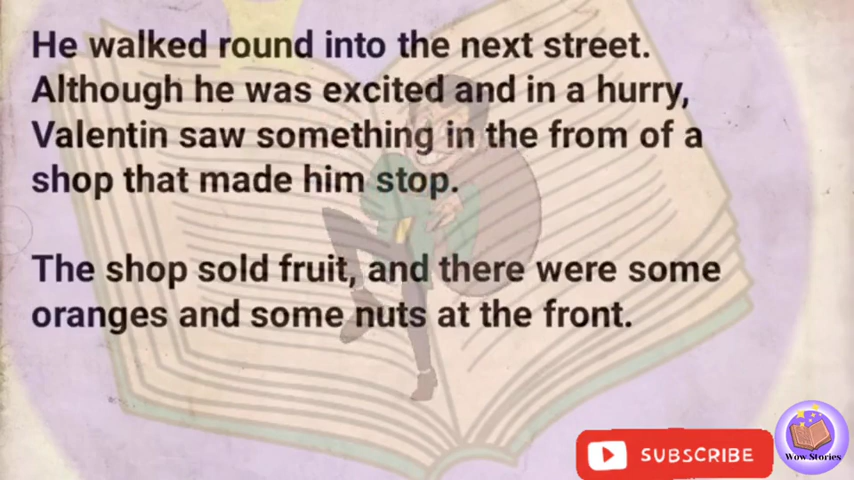 He walked round into the next street.
Although he was excited and in a hurry,
Valentin saw something in the from of a
shop that made him stop.
The shop sold fruit, and there were some
oranges and some nuts at the front.
SUBSCRIBE
Wow Stories